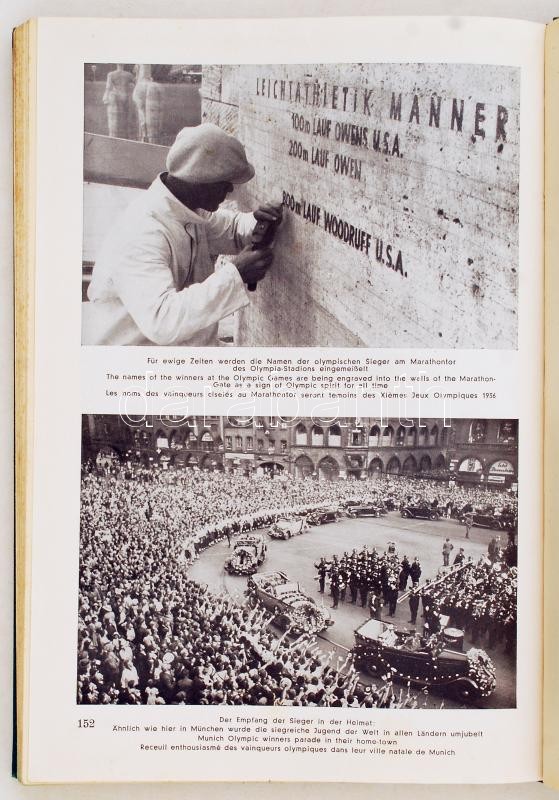 LEICHTATHLETIK MÄNNER
100m LAUF OWENS U.S.A.
200m LAUF OWEN
800m LAUF WOODRUFF U.S.A.
Für ewige Zeiten werden die Namen der olympischen Sieger am Marathontor
des Olympia-Stadions eingemeißelt
The names of the winners at the Olympic Games are being engraved into the walls of the Marathon-
Gate as a sign of Olympic spirit for all time
Les noms des vainqueurs ciselés au Marathontor seront temoins des Xièmes Jeux Olympiques 1936
darabanth
152
Der Empfang der Sieger in der Heimat:
Ähnlich wie hier in München wurde die siegreiche Jugend der Welt in allen Ländern umjubelt
Munich Olympic winners parade in their home-town
Receuil enthousiasmé des vainqueurs olympiques dans leur ville natale de Munich